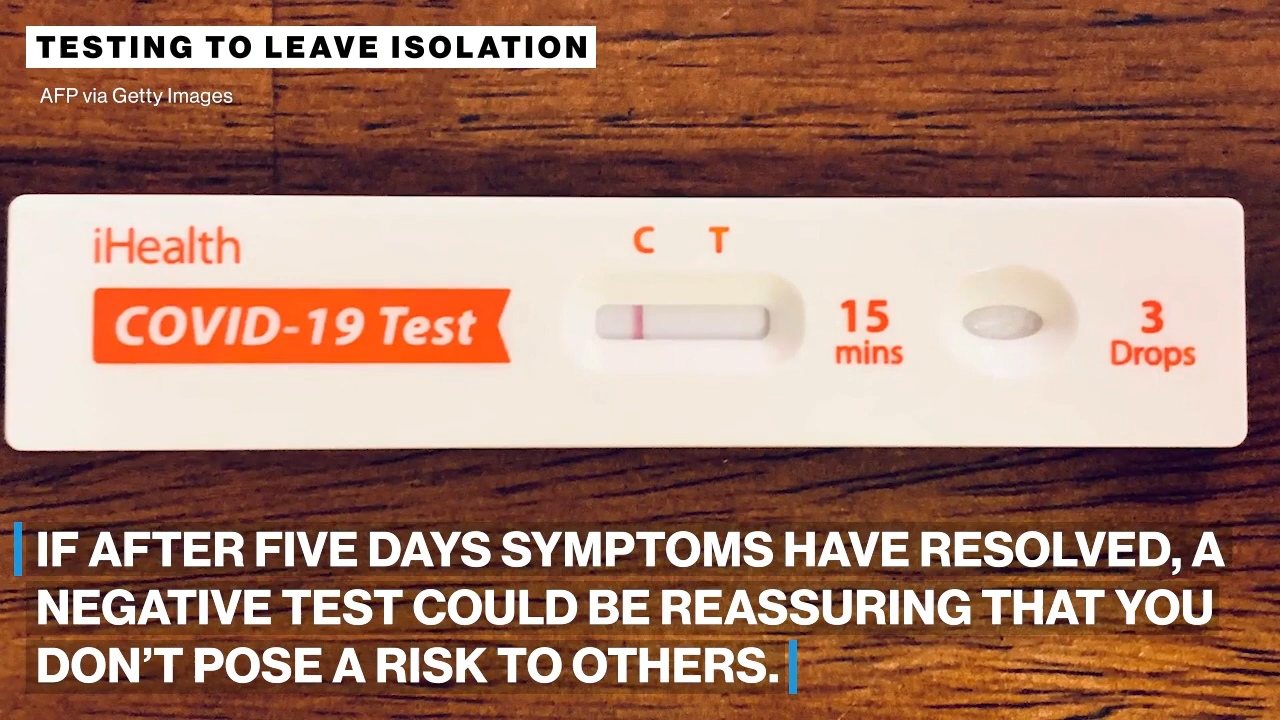 TESTING TO LEAVE ISOLATION
AFP via Getty Images
iHealth
COVID-19 Test
C T
15
mins
3
Drops
IF AFTER FIVE DAYS SYMPTOMS HAVE RESOLVED, A
NEGATIVE TEST COULD BE REASSURING THAT YOU
DON’T POSE A RISK TO OTHERS.